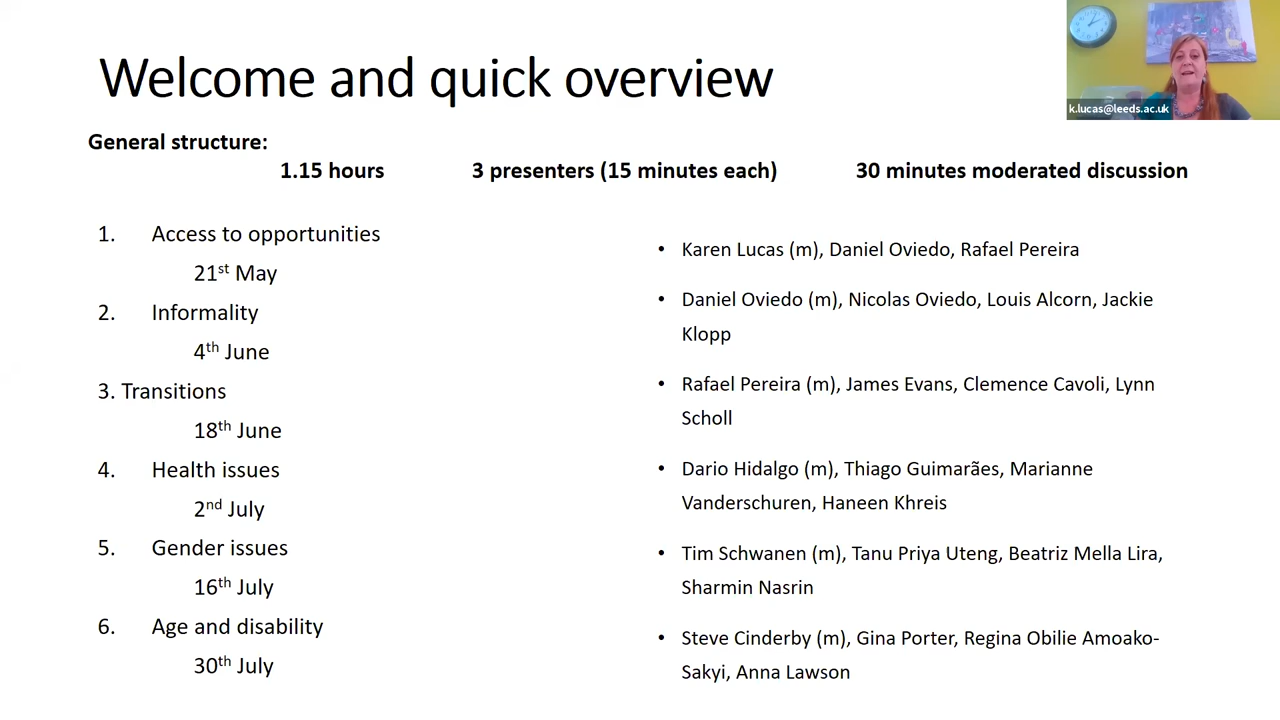 Welcome and quick overview
k.lucas@leeds.ac.uk
General structure:
1.15 hours 3 presenters (15 minutes each) 30 minutes moderated discussion
1. Access to opportunities
21st May
2. Informality
4th June
3. Transitions
18th June
4. Health issues
2nd July
5. Gender issues
16th July
6. Age and disability
30th July
• Karen Lucas (m), Daniel Oviedo, Rafael Pereira
• Daniel Oviedo (m), Nicolas Oviedo, Louis Alcorn, Jackie
Klopp
• Rafael Pereira (m), James Evans, Clemence Cavoli, Lynn
Scholl
• Dario Hidalgo (m), Thiago Guimarães, Marianne
Vanderschuren, Haneen Khreis
• Tim Schwanen (m), Tanu Priya Uteng, Beatriz Mella Lira,
Sharmin Nasrin
• Steve Cinderby (m), Gina Porter, Regina Obilie Amoako-
Sakyi, Anna Lawson